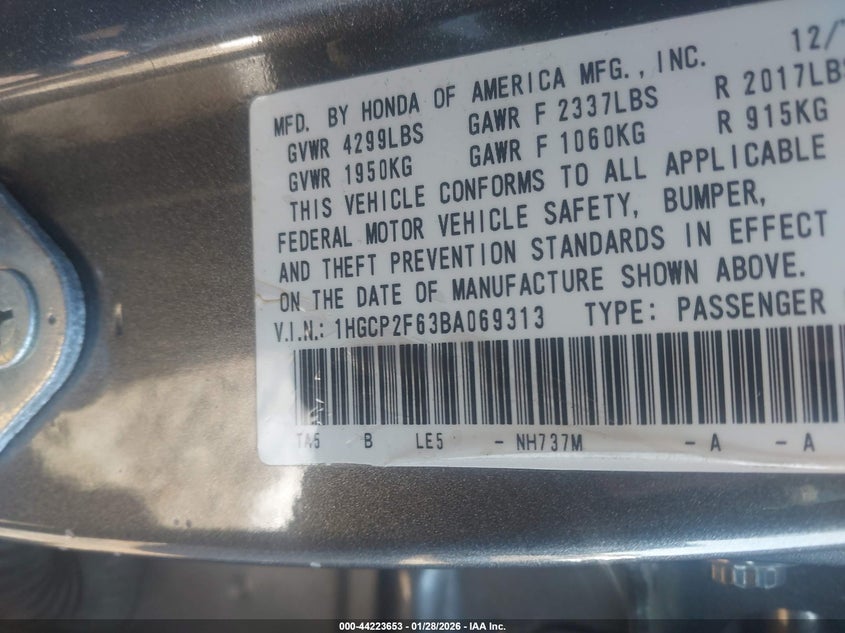 12/
MFD. BY HONDA OF AMERICA MFG., INC.
GVWR 4299LBS GAWR F 2337LBS R 2017LBS
GVWR 1950KG GAWR F 1060KG R 915KG
THIS VEHICLE CONFORMS TO ALL APPLICABLE
FEDERAL MOTOR VEHICLE SAFETY, BUMPER,
AND THEFT PREVENTION STANDARDS IN EFFECT
ON THE DATE OF MANUFACTURE SHOWN ABOVE.
V.I.N.: 1HGCP2F63BA069313 TYPE: PASSENGER
TA5 B LE5 - NH737M - A - A
000-44223653 - 01/28/2026 - IAA Inc.